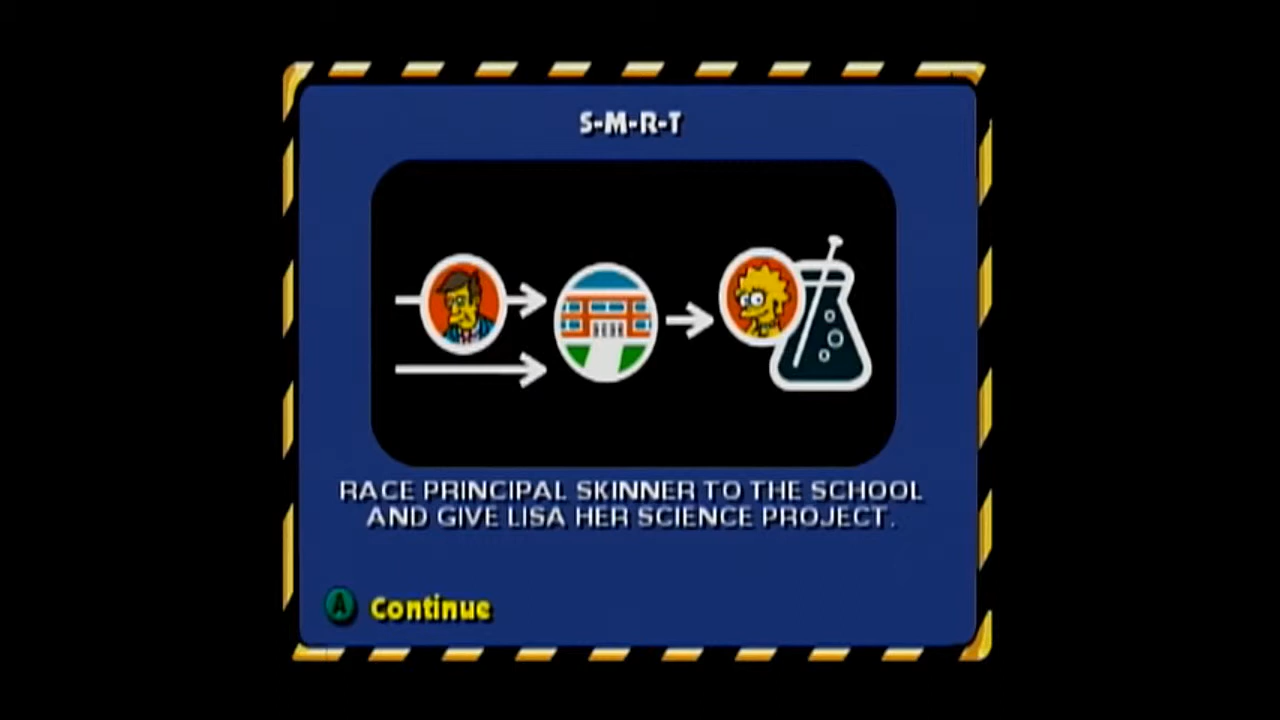 S-M-R-T
RACE PRINCIPAL SKINNER TO THE SCHOOL
AND GIVE LISA HER SCIENCE PROJECT.
A Continue